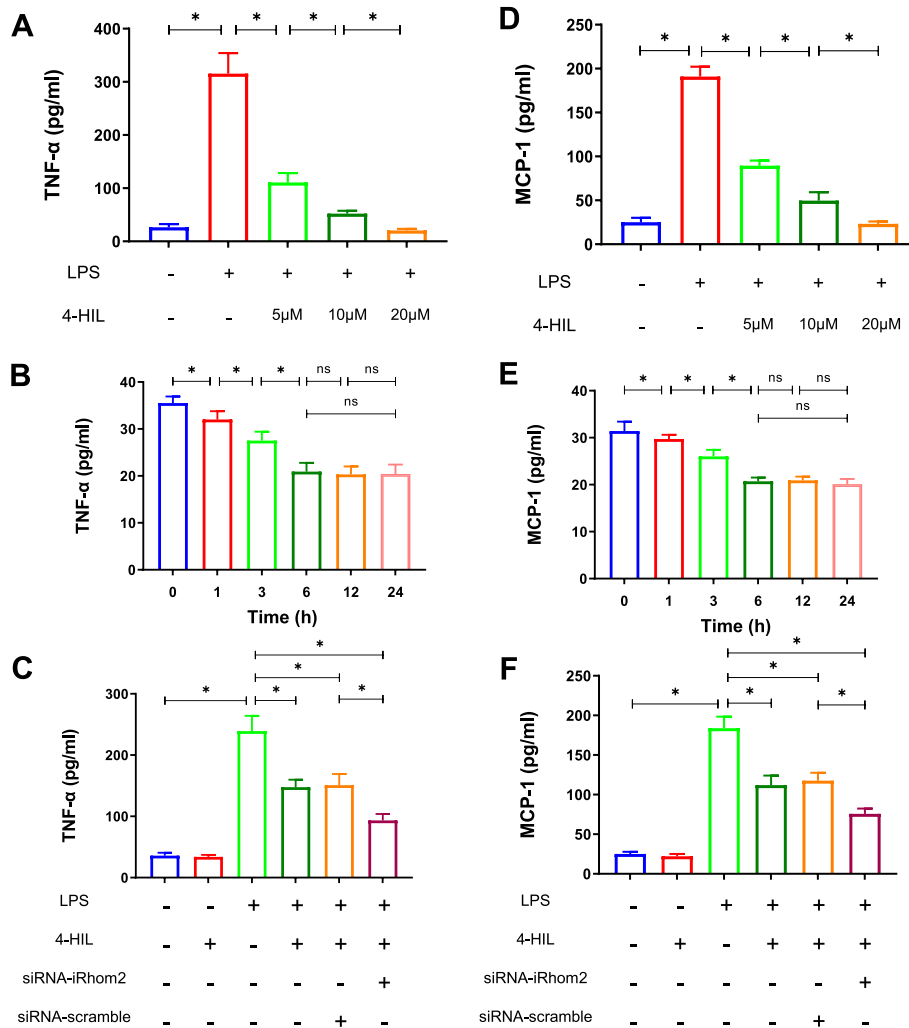 A
TNF-α (pg/ml)
400
300
200
100
0
* * * *
LPS - + + + +
4-HIL - - 5μM 10μM 20μM
D
MCP-1 (pg/ml)
250
200
150
100
50
0
* * * *
LPS - + + + +
4-HIL - - 5μM 10μM 20μM
B
TNF-α (pg/ml)
40
30
20
10
0
* * * ns ns
ns
0 1 3 6 12 24
Time (h)
E
MCP-1 (pg/ml)
40
30
20
10
0
* * * ns ns
ns
0 1 3 6 12 24
Time (h)
C
TNF-α (pg/ml)
300
200
100
0
*
*
* * *
LPS - - + + + +
4-HIL - + - + + +
siRNA-iRhom2 - - - - - +
siRNA-scramble - - - - + -
F
MCP-1 (pg/ml)
250
200
150
100
50
0
*
*
* * *
LPS - - + + + +
4-HIL - + - + + +
siRNA-iRhom2 - - - - - +
siRNA-scramble - - - - + -